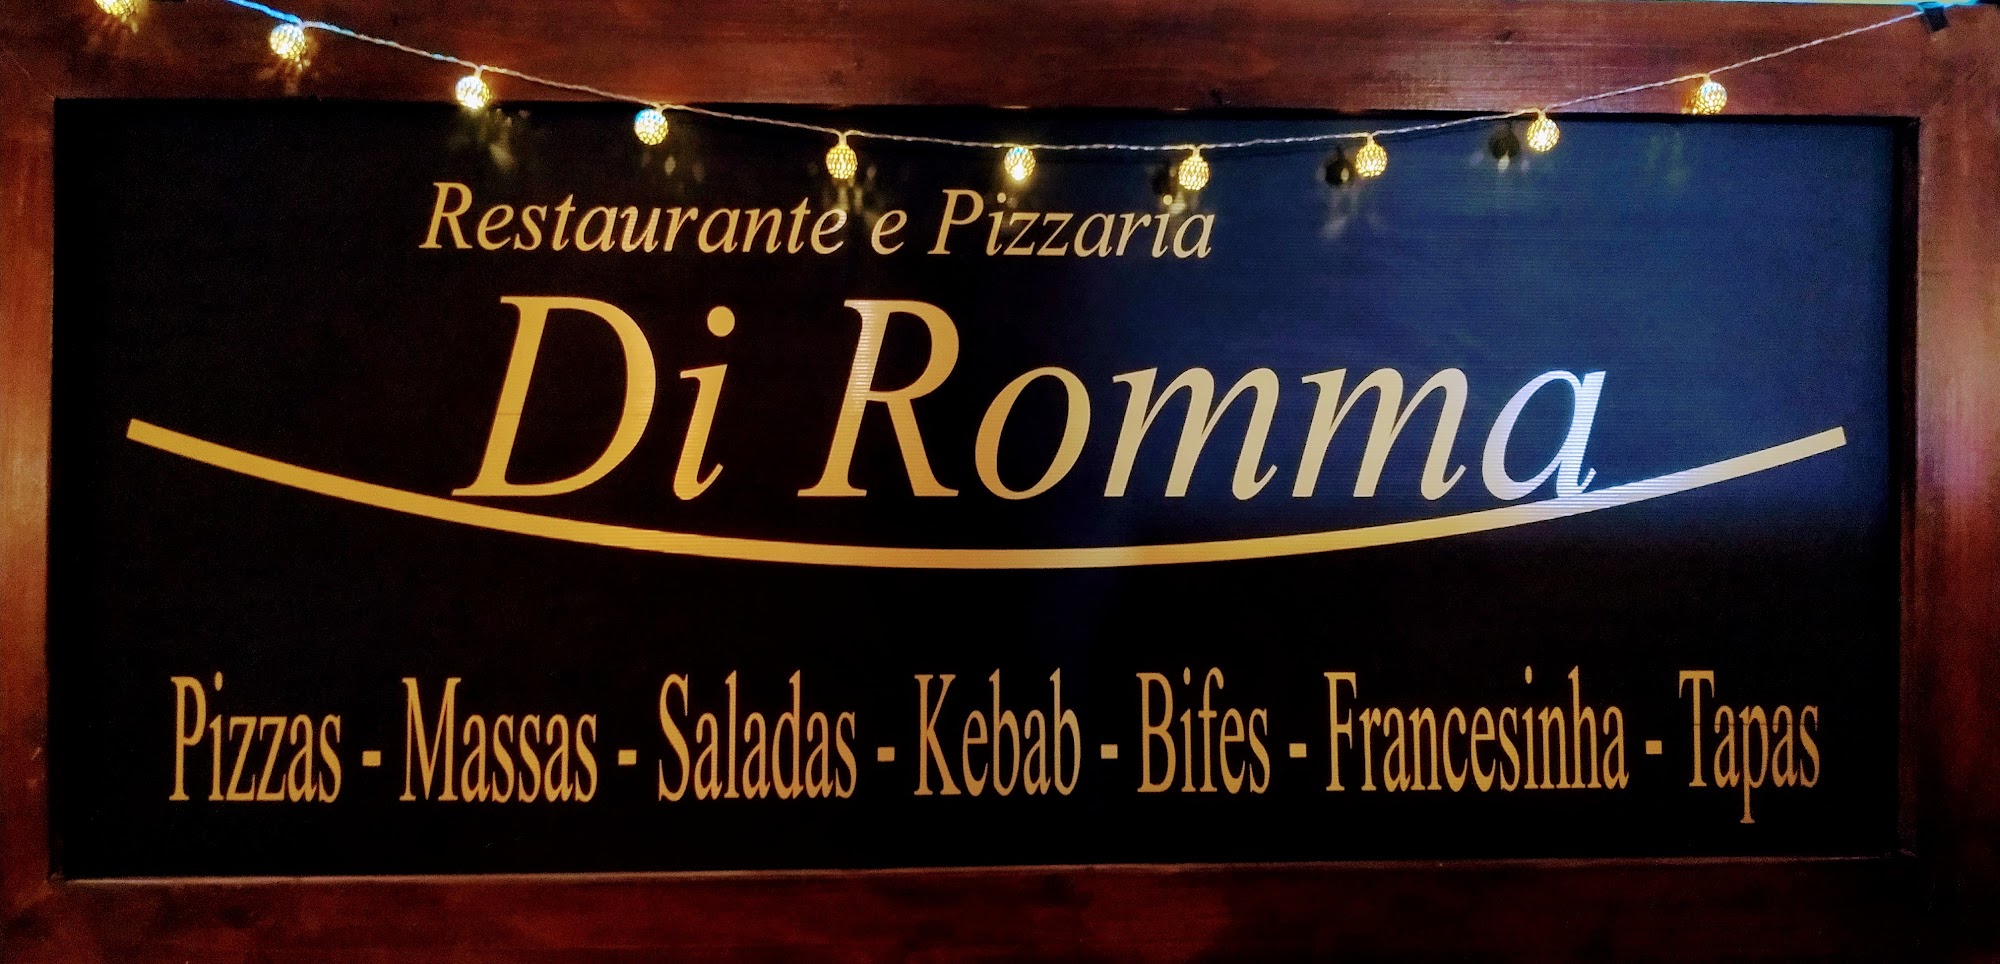 Restaurante e Pizzaria
Di Romma
Pizzas - Massas - Saladas - Kebab - Bifes - Francesinha - Tapas